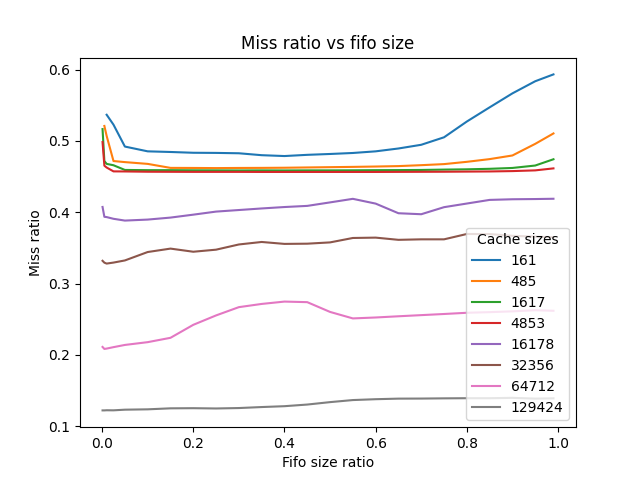 Miss ratio vs fifo size
0.6
0.5
0.4
0.3
0.2
0.1
Miss ratio
Cache sizes
161
485
1617
4853
16178
32356
64712
129424
0.0 0.2 0.4 0.6 0.8 1.0
Fifo size ratio